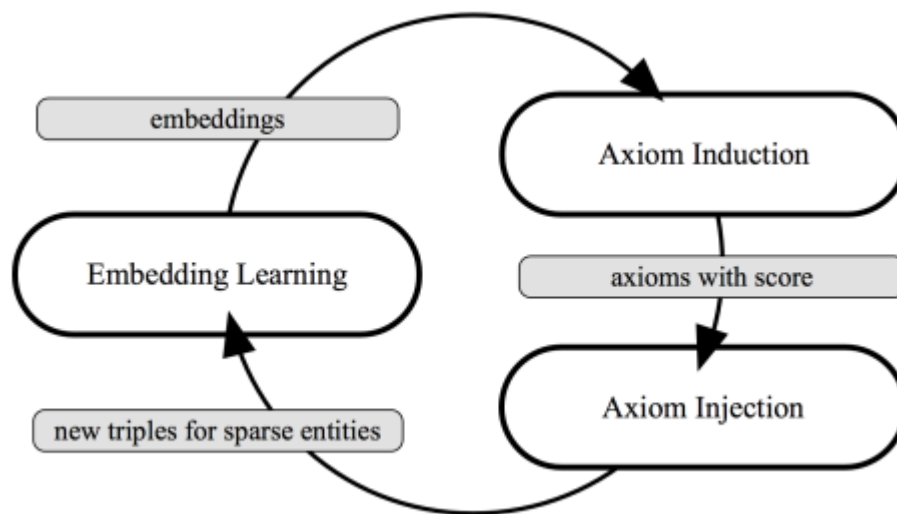 embeddings
Axiom Induction
Embedding Learning
axioms with score
Axiom Injection
new triples for sparse entities